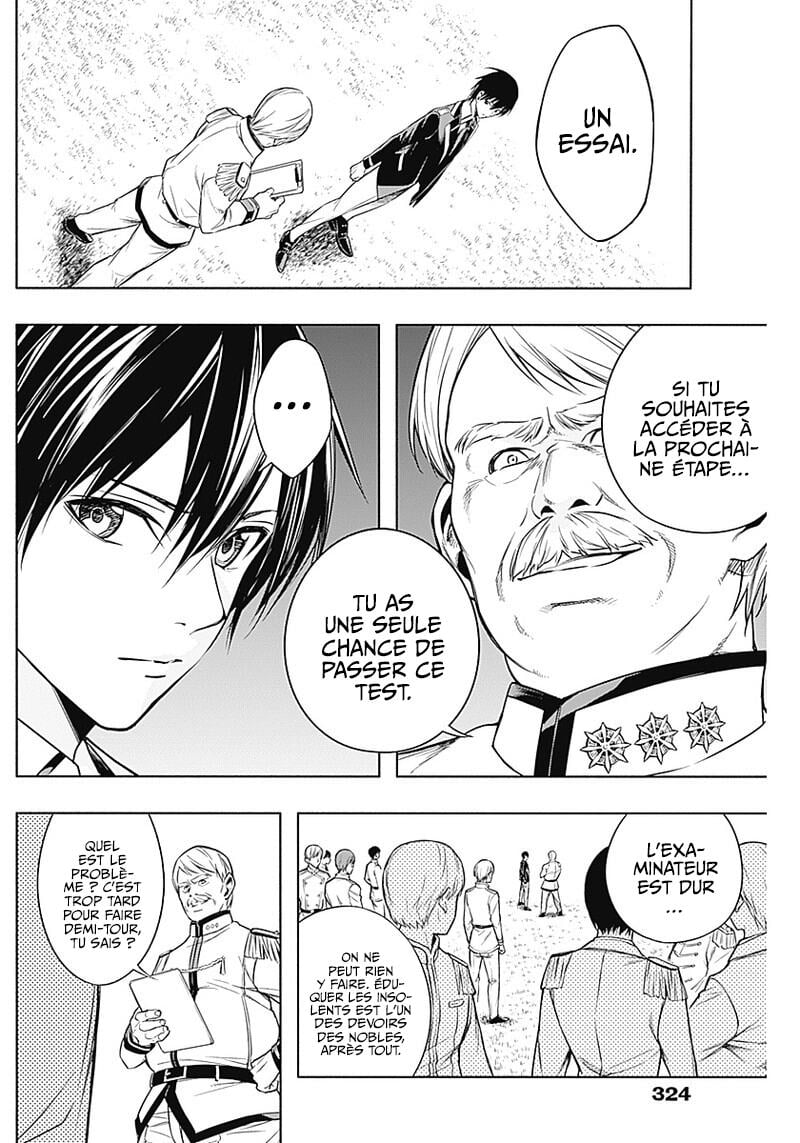 UN
ESSAI.
SI TU
SOUHAITES
ACCÉDER À
LA PROCHAI-
NE ÉTAPE...
TU AS
UNE SEULE
CHANCE DE
PASSER CE
TEST.
...
L'EXA-
MINATEUR
EST DUR
...
ON NE
PEUT RIEN
Y FAIRE. ÉDU-
QUER LES INSO-
LENTS EST L'UN
DES DEVOIRS
DES NOBLES,
APRÈS TOUT.
QUEL
EST LE
PROBLÈ-
ME ? C'EST
TROP TARD
POUR FAIRE
DEMI-TOUR,
TU SAIS ?
324